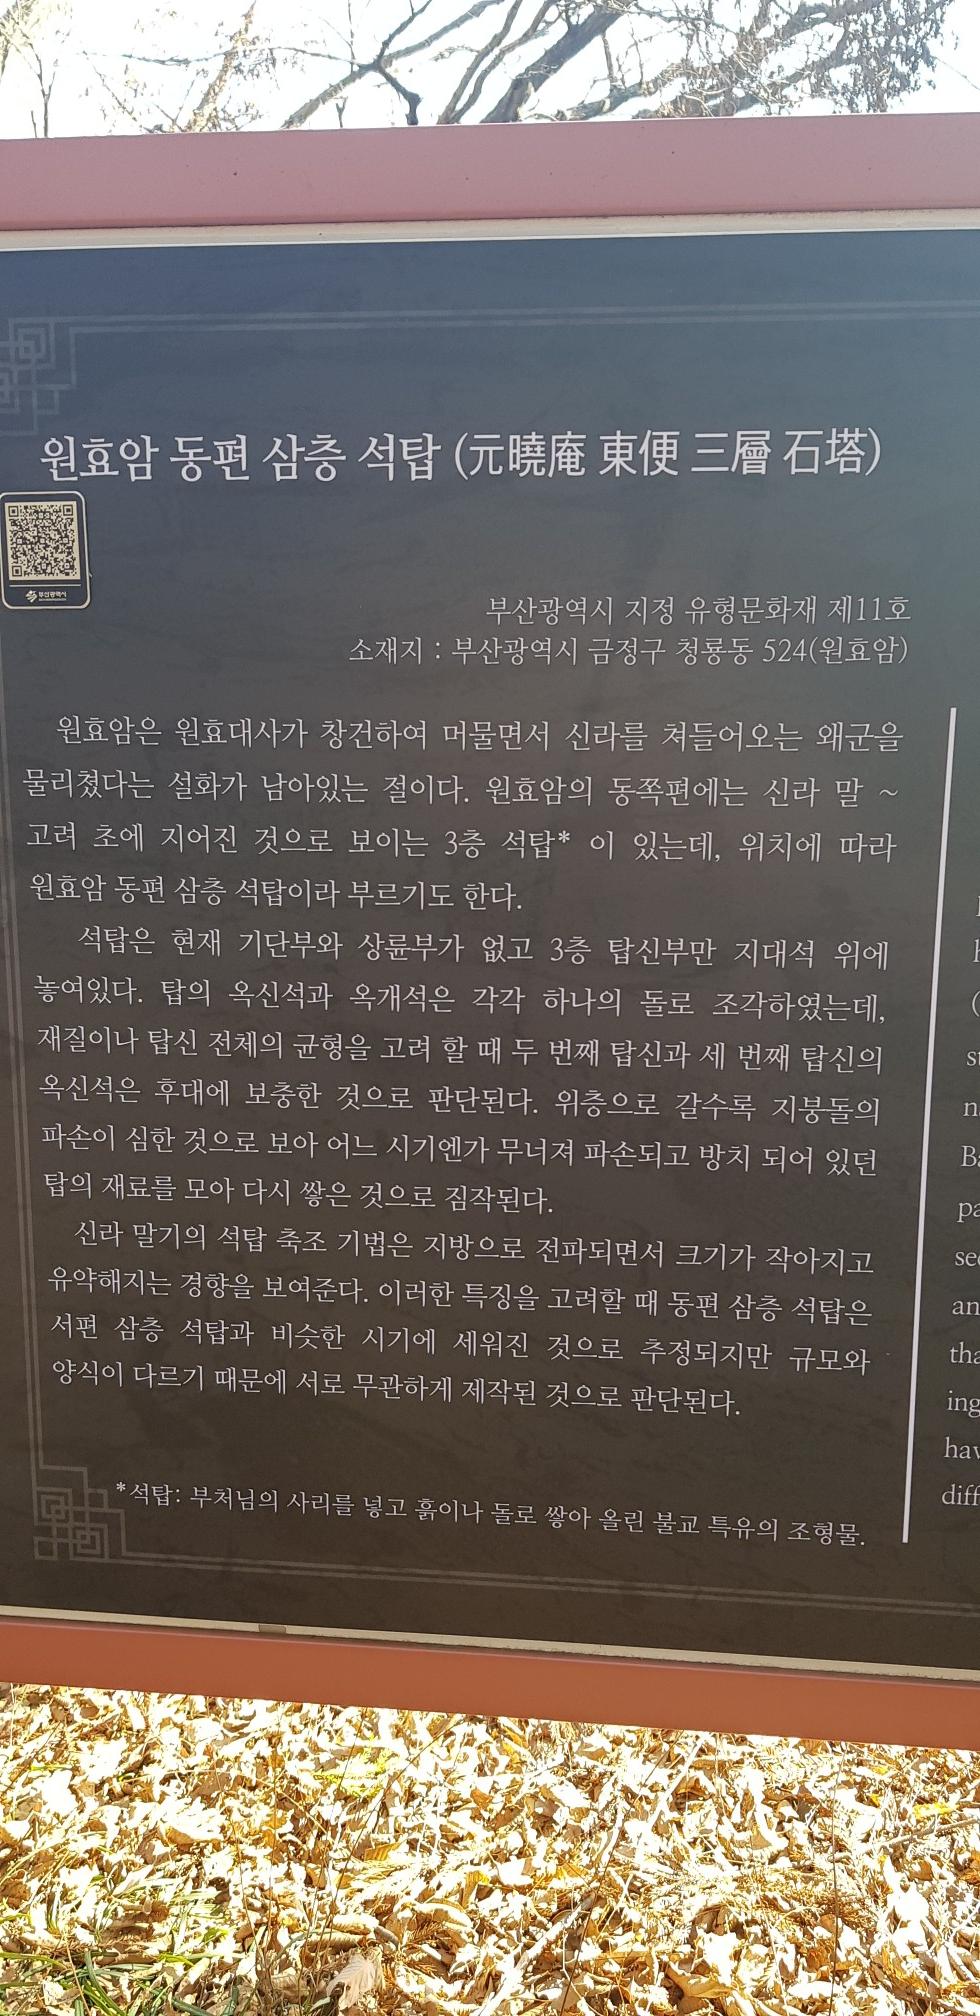 원효암 동편 삼층 석탑 (元曉庵 東便 三層 石塔)
부산광역시
부산광역시 지정 유형문화재 제11호
소재지 : 부산광역시 금정구 청룡동 524(원효암)
원효암은 원효대사가 창건하여 머물면서 신라를 쳐들어오는 왜군을
물리쳤다는 설화가 남아있는 절이다. 원효암의 동쪽편에는 신라 말 ~
고려 초에 지어진 것으로 보이는 3층 석탑* 이 있는데, 위치에 따라
원효암 동편 삼층 석탑이라 부르기도 한다.
석탑은 현재 기단부와 상륜부가 없고 3층 탑신부만 지대석 위에
놓여있다. 탑의 옥신석과 옥개석은 각각 하나의 돌로 조각하였는데,
재질이나 탑신 전체의 균형을 고려 할 때 두 번째 탑신과 세 번째 탑신의
옥신석은 후대에 보충한 것으로 판단된다. 위층으로 갈수록 지붕돌의
파손이 심한 것으로 보아 어느 시기엔가 무너져 파손되고 방치 되어 있던
탑의 재료를 모아 다시 쌓은 것으로 짐작된다.
신라 말기의 석탑 축조 기법은 지방으로 전파되면서 크기가 작아지고
유약해지는 경향을 보여준다. 이러한 특징을 고려할 때 동편 삼층 석탑은
서편 삼층 석탑과 비슷한 시기에 세워진 것으로 추정되지만 규모와
양식이 다르기 때문에 서로 무관하게 제작된 것으로 판단된다.
*석탑: 부처님의 사리를 넣고 흙이나 돌로 쌓아 올린 불교 특유의 조형물.